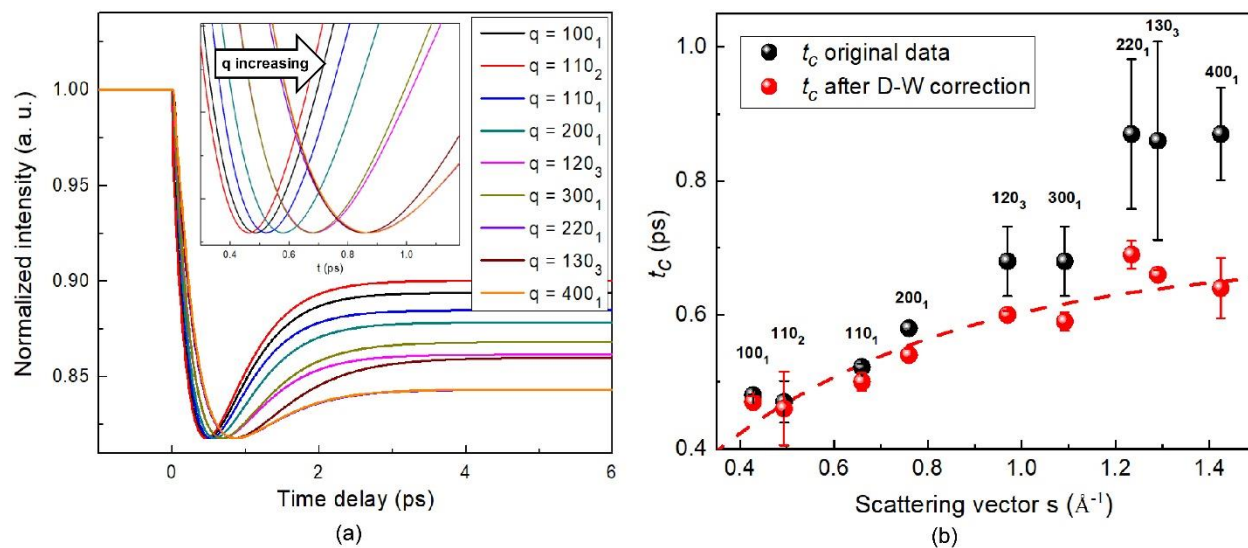 1.00
0.95
0.90
0.85
Normalized intensity (a. u.)
0
2
4
6
Time delay (ps)
(a)
q increasing
0.4
0.6
0.8
1.0
t (ps)
q = 100₁
q = 110₂
q = 110₁
q = 200₁
q = 120₃
q = 300₁
q = 220₁
q = 130₃
q = 400₁
t_C original data
t_C after D-W correction
1.0
0.8
0.6
0.4
t_C (ps)
100₁
110₂
110₁
200₁
120₃
300₁
220₁
130₃
400₁
0.4
0.6
0.8
1.0
1.2
1.4
Scattering vector s (Å⁻¹)
(b)